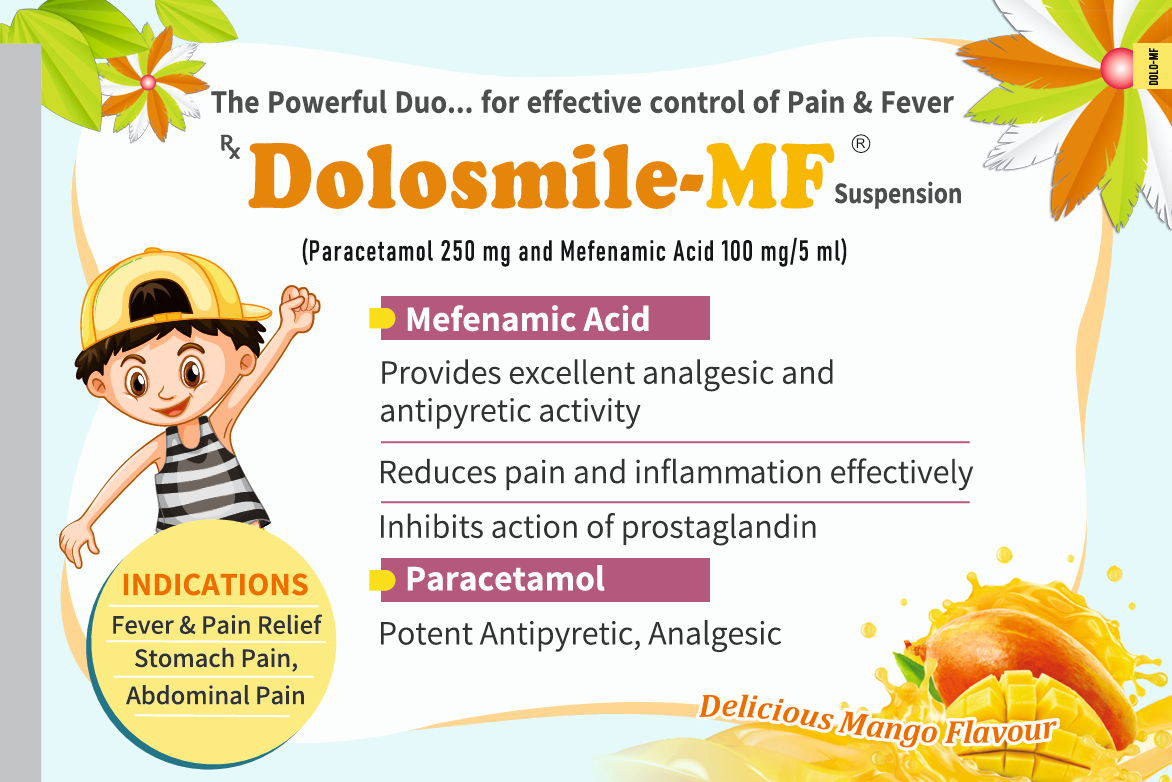 DOLO-MF
The Powerful Duo... for effective control of Pain & Fever
Rx Dolosmile-MF ® Suspension
(Paracetamol 250 mg and Mefenamic Acid 100 mg/5 ml)
Mefenamic Acid
Provides excellent analgesic and
antipyretic activity
Reduces pain and inflammation effectively
Inhibits action of prostaglandin
Paracetamol
Potent Antipyretic, Analgesic
INDICATIONS
Fever & Pain Relief
Stomach Pain,
Abdominal Pain
Delicious Mango Flavour